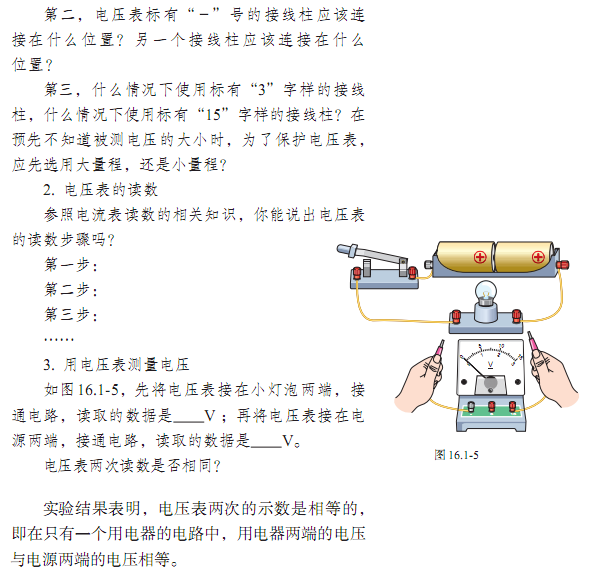 第二，电压表标有“－”号的接线柱应该连
接在什么位置？另一个接线柱应该连接在什么
位置？
第三，什么情况下使用标有“3”字样的接线
柱，什么情况下使用标有“15”字样的接线柱？在
预先不知道被测电压的大小时，为了保护电压表，
应先选用大量程，还是小量程？
2. 电压表的读数
参照电流表读数的相关知识，你能说出电压表
的读数步骤吗？
第一步：
第二步：
第三步：
……
3. 用电压表测量电压
如图16.1-5，先将电压表接在小灯泡两端，接
通电路，读取的数据是____V；再将电压表接在电
源两端，接通电路，读取的数据是____V。
电压表两次读数是否相同？
实验结果表明，电压表两次的示数是相等的，
即在只有一个用电器的电路中，用电器两端的电压
与电源两端的电压相等。
0 5 10 15
V
图 16.1-5